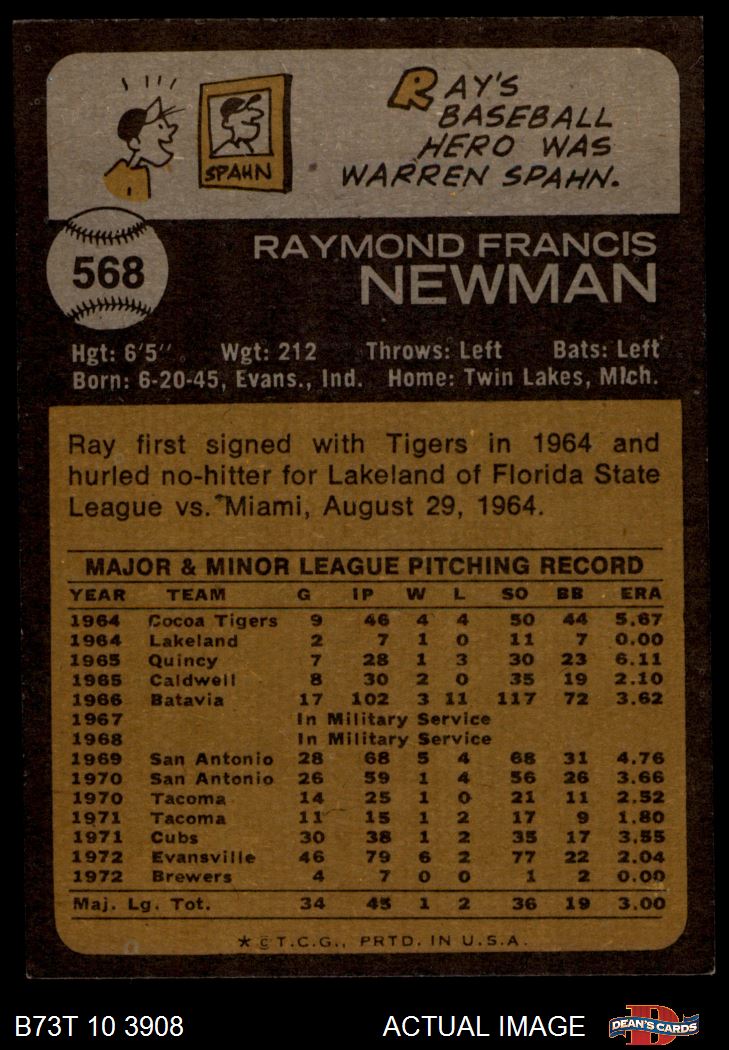 RAY'S
BASEBALL
HERO WAS
WARREN SPAHN.
SPAHN
568
RAYMOND FRANCIS
NEWMAN
Hgt: 6'5" Wgt: 212 Throws: Left Bats: Left
Born: 6-20-45, Evans., Ind. Home: Twin Lakes, Mich.
Ray first signed with Tigers in 1964 and
hurled no-hitter for Lakeland of Florida State
League vs. Miami, August 29, 1964.
MAJOR & MINOR LEAGUE PITCHING RECORD
YEAR TEAM G IP W L SO BB ERA
1964 Cocoa Tigers 9 46 4 4 50 44 5.67
1964 Lakeland 2 7 1 0 11 7 0.00
1965 Quincy 7 28 1 3 30 23 6.11
1965 Caldwell 8 30 2 0 35 19 2.10
1966 Batavia 17 102 3 11 117 72 3.62
1967 In Military Service
1968 In Military Service
1969 San Antonio 28 68 5 4 68 31 4.76
1970 San Antonio 26 59 1 4 56 26 3.66
1970 Tacoma 14 25 1 0 21 11 2.52
1971 Tacoma 11 15 1 2 17 9 1.80
1971 Cubs 30 38 1 2 35 17 3.55
1972 Evansville 46 79 6 2 77 22 2.04
1972 Brewers 4 7 0 0 1 2 0.00
Maj. Lg. Tot. 34 45 1 2 36 19 3.00
* © T.C.G., PRTD. IN U.S.A.
B73T 10 3908 ACTUAL IMAGE DEAN'S CARDS